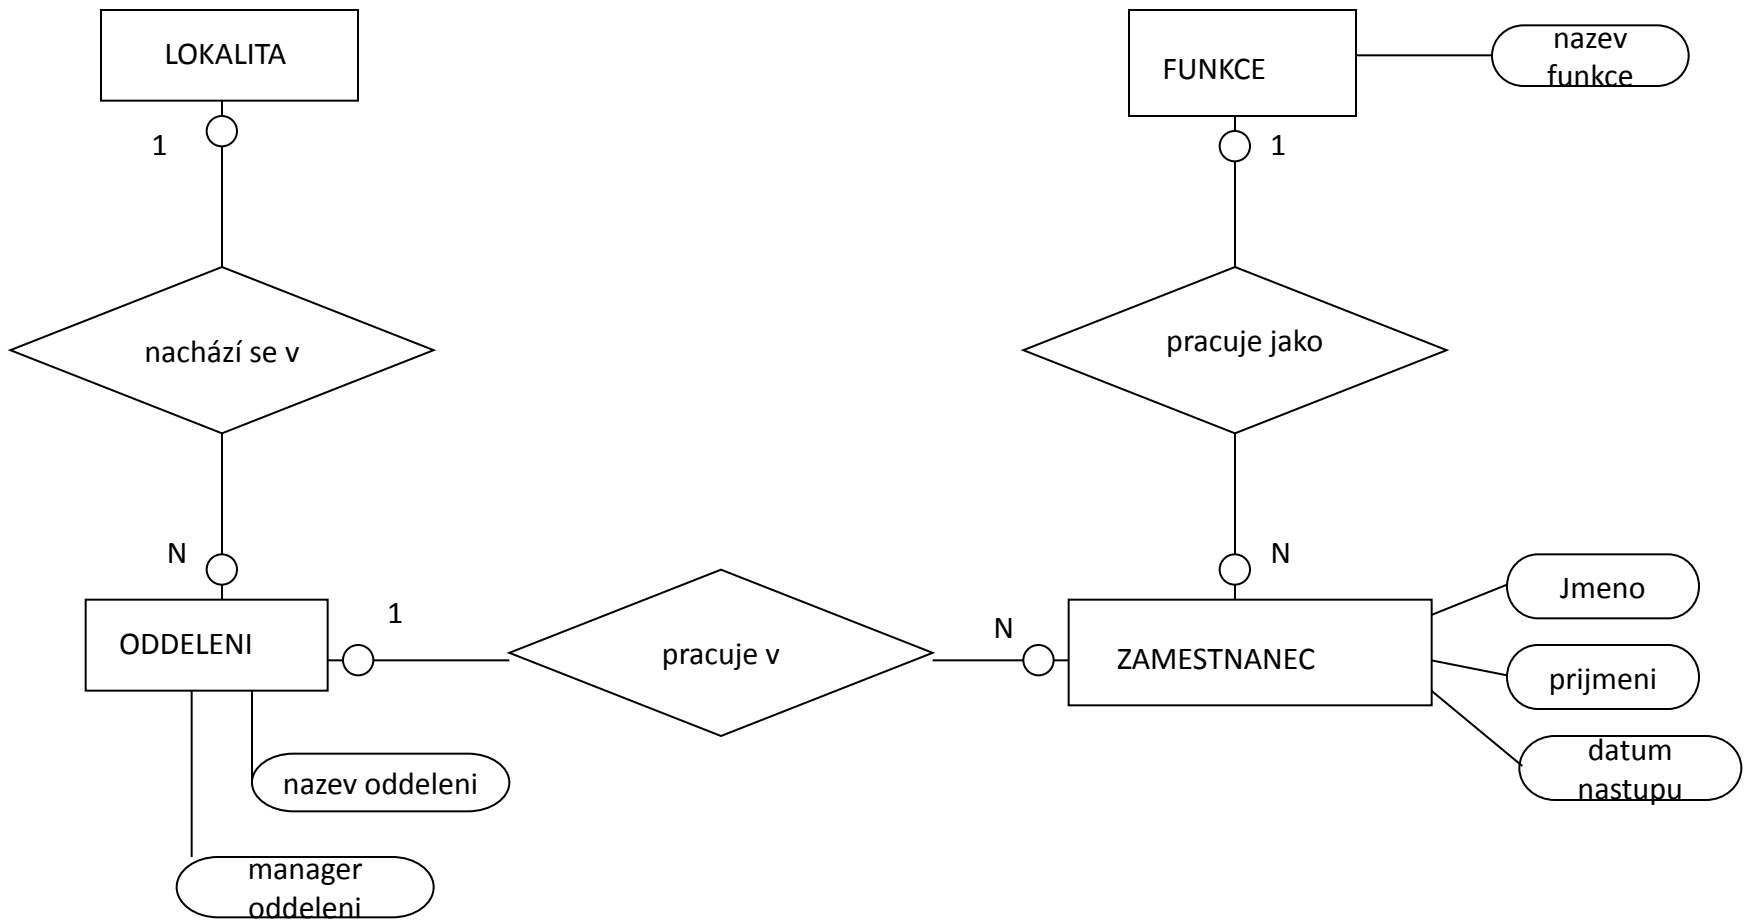 LOKALITA
FUNKCE
nazev
funkce
1
1
nachází se v
pracuje jako
N
N
ODDELENI
1
pracuje v
N
ZAMESTNANEC
Jmeno
prijmeni
datum
nastupu
nazev oddeleni
manager
oddeleni